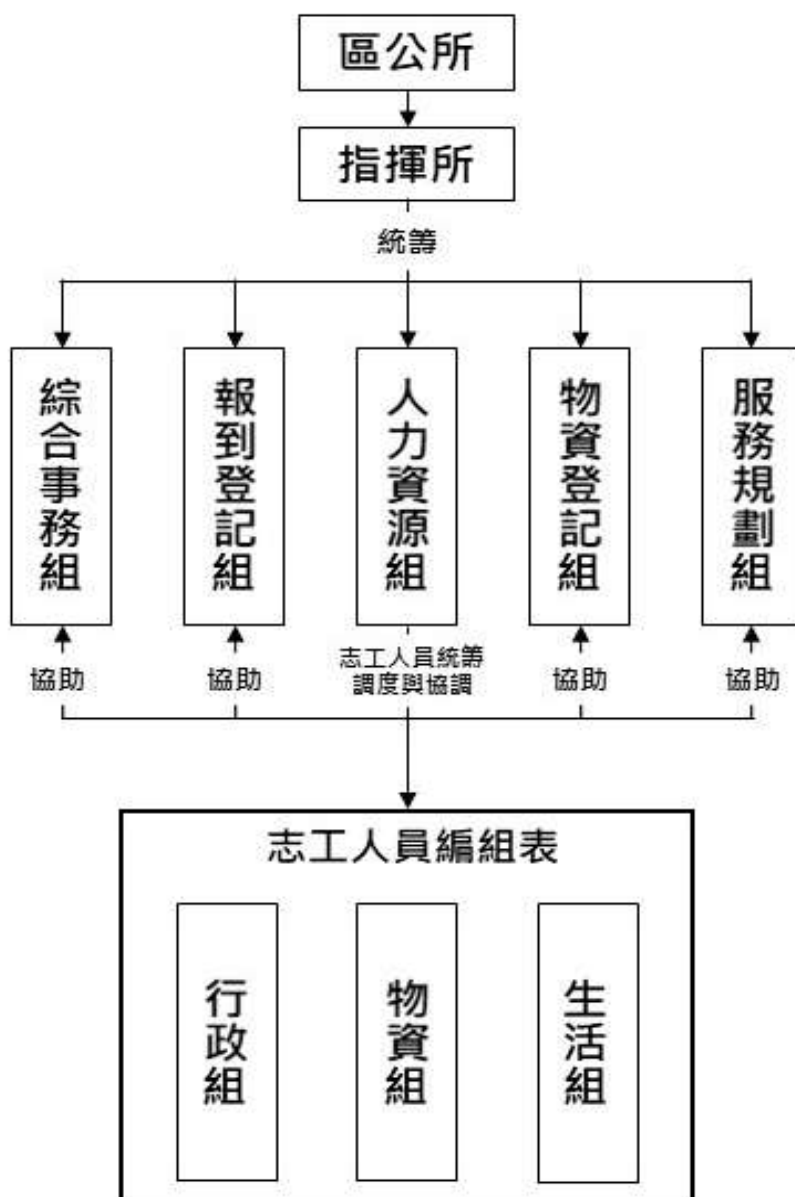 區公所
指揮所
統籌
綜合事務組
報到登記組
人力資源組
物資登記組
服務規劃組
協助
協助
志工人員統籌
調度與協調
協助
協助
志工人員編組表
行政組
物資組
生活組